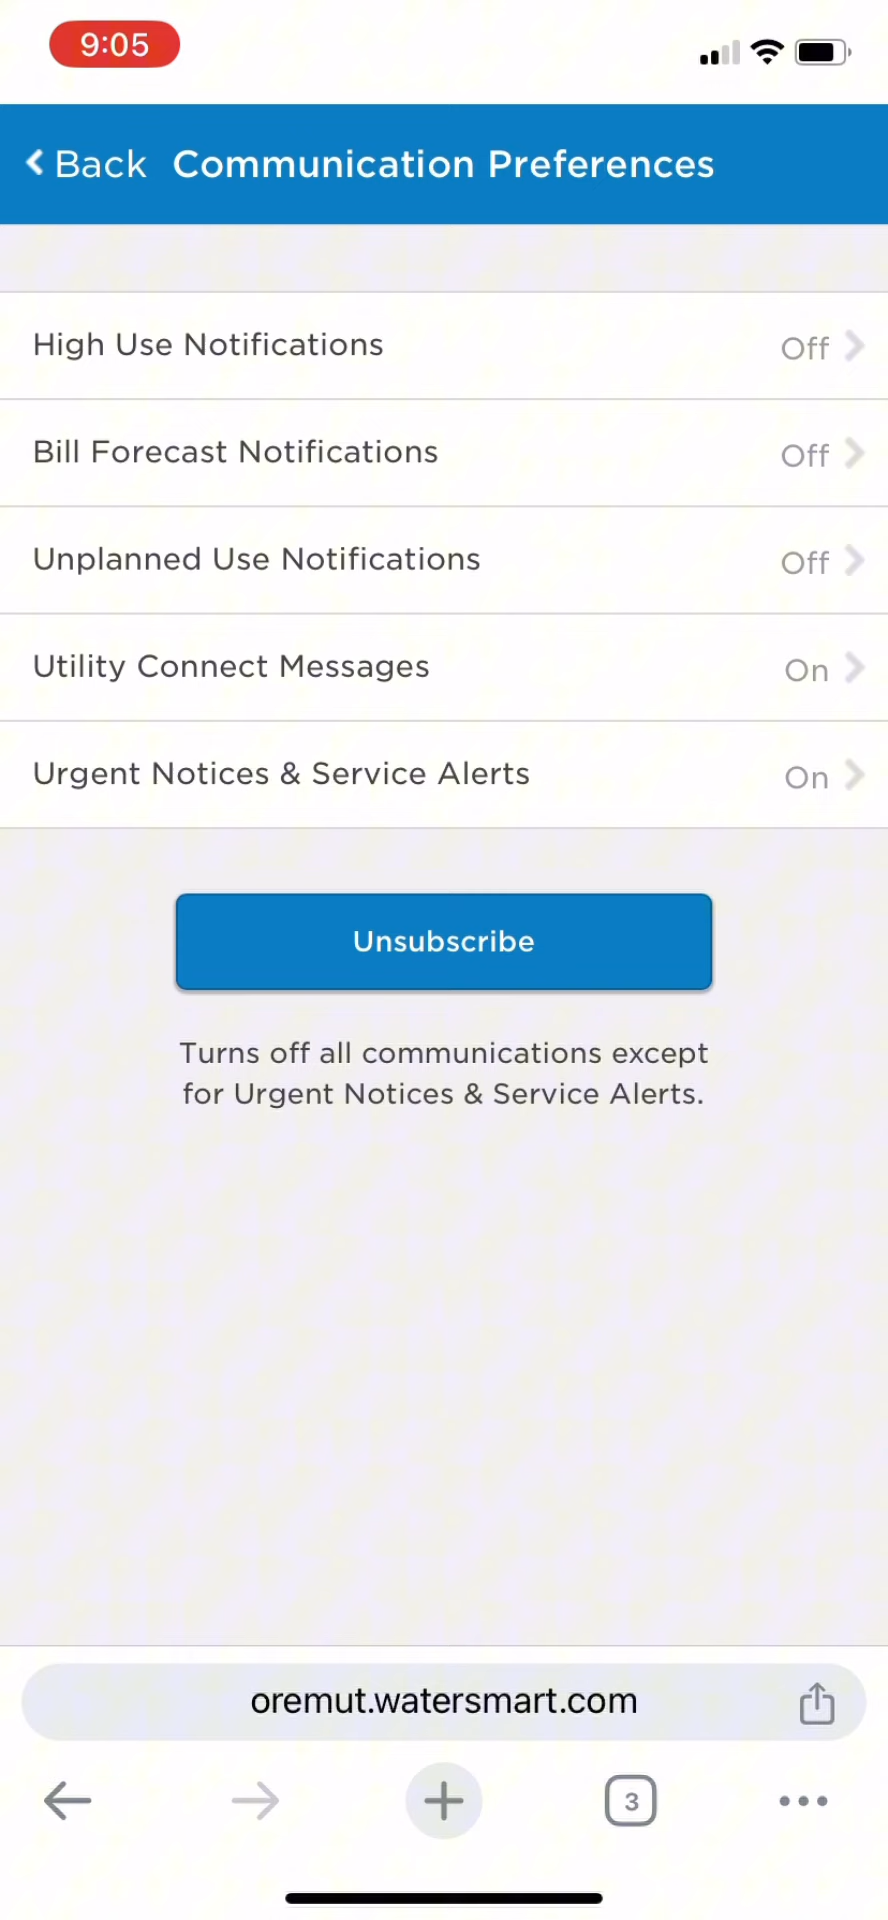 9:05
Back Communication Preferences
High Use Notifications Off
Bill Forecast Notifications Off
Unplanned Use Notifications Off
Utility Connect Messages On
Urgent Notices & Service Alerts On
Unsubscribe
Turns off all communications except
for Urgent Notices & Service Alerts.
oremut.watersmart.com
3